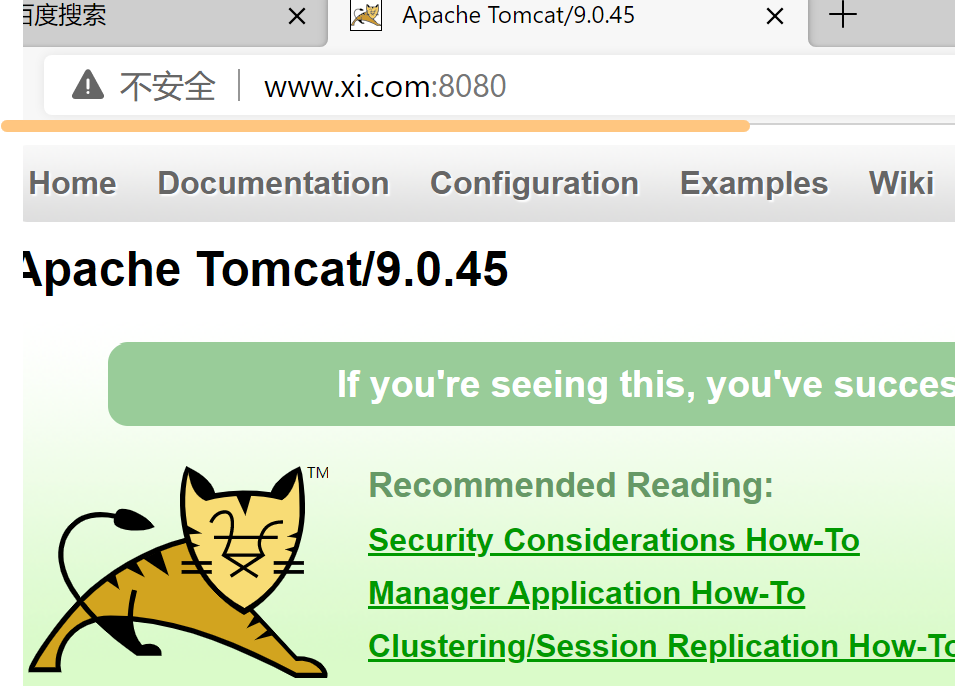 百度搜索
Apache Tomcat/9.0.45
不安全
www.xi.com:8080
Home Documentation Configuration Examples Wiki
Apache Tomcat/9.0.45
If you're seeing this, you've
TM
Recommended Reading:
Security Considerations How-To
Manager Application How-To
Clustering/Session Replication How-To